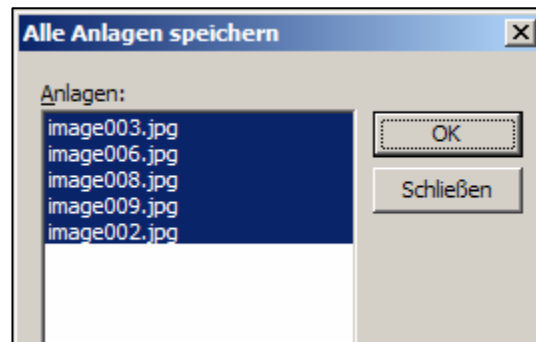 Alle Anlagen speichern
Anlagen:
image003.jpg
image006.jpg
image008.jpg
image009.jpg
image002.jpg
OK
Schließen